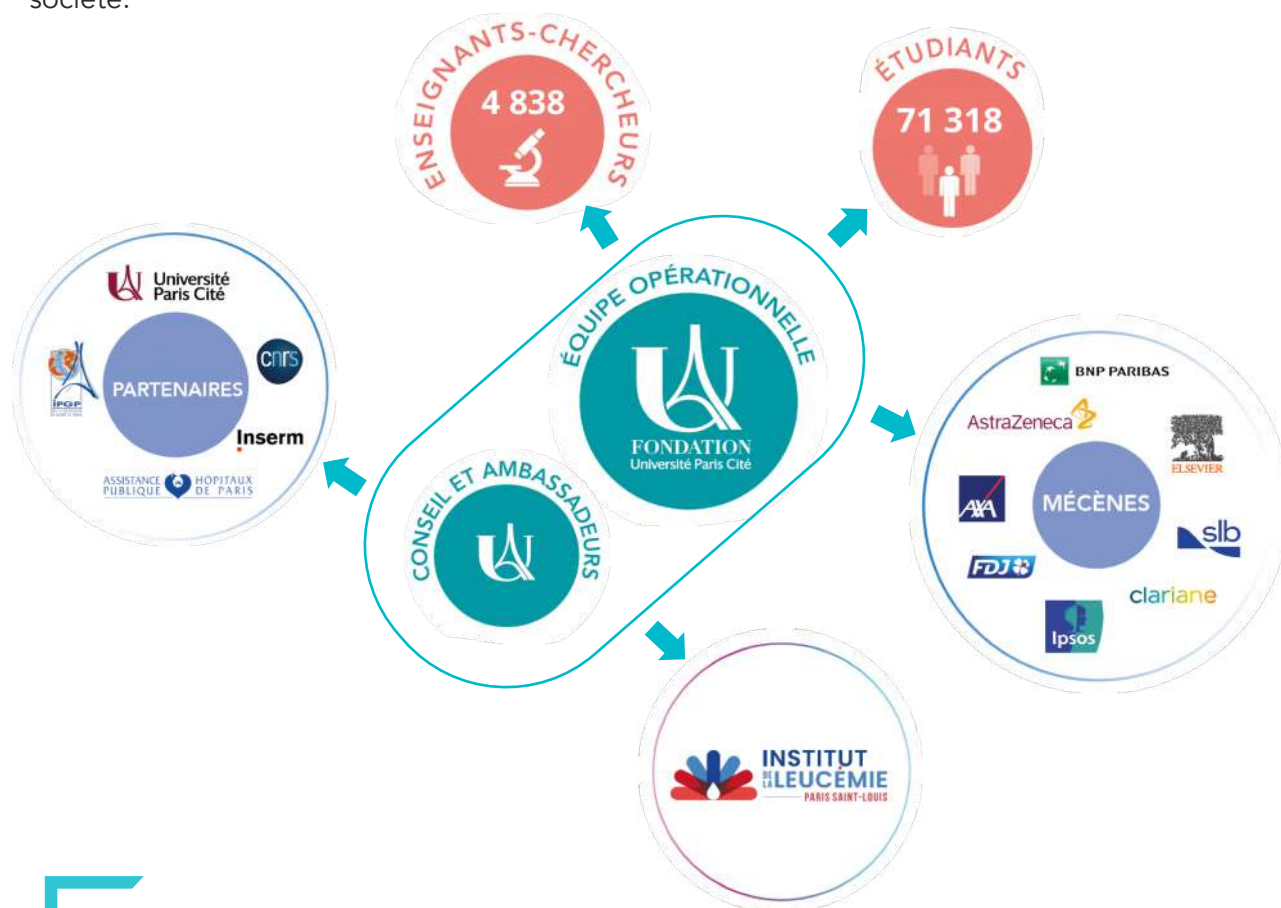 société.
ENSEIGNANTS-CHERCHEURS
4 838
ÉTUDIANTS
71 318
Université
Paris Cité
cnrs
IPGP
PARTENAIRES
Inserm
ASSISTANCE HÔPITAUX
PUBLIQUE DE PARIS
ÉQUIPE OPÉRATIONNELLE
FONDATION
Université Paris Cité
CONSEIL ET AMBASSADEURS
BNP PARIBAS
AstraZeneca
ELSEVIER
AXA
MÉCÈNES
slb
FDJ
clariane
Ipsos
INSTITUT
DE LA LEUCÉMIE
PARIS SAINT-LOUIS